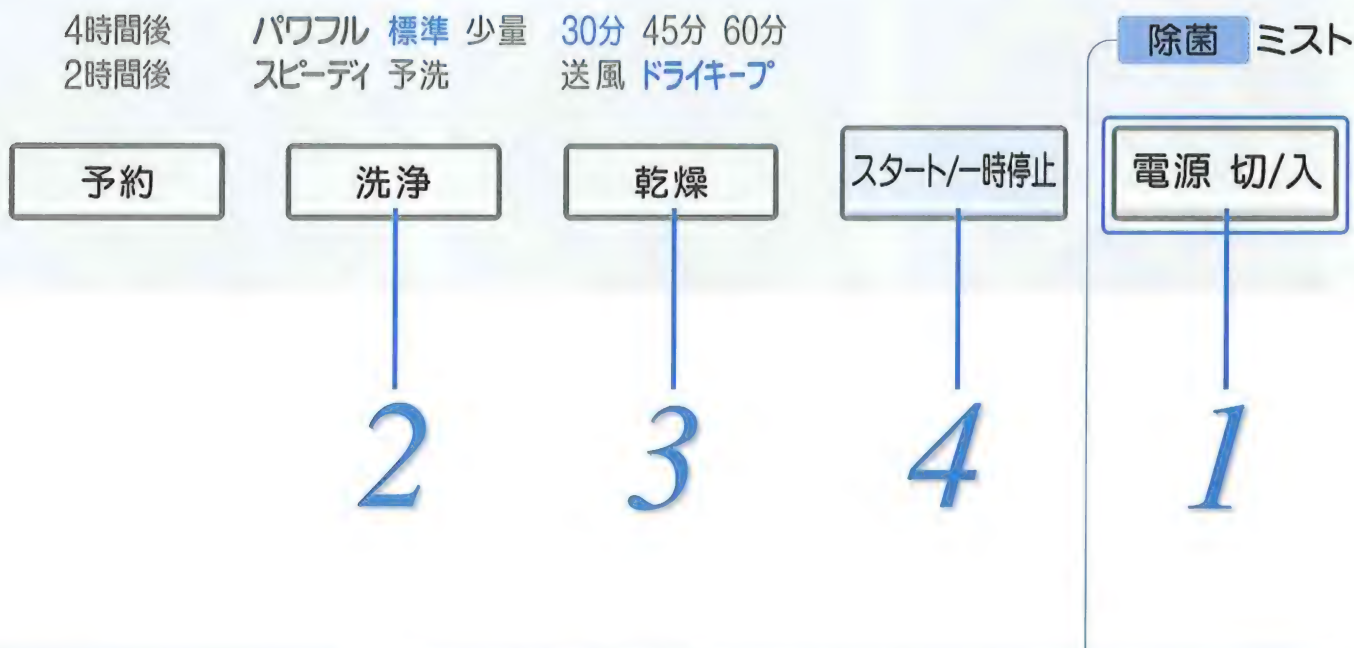 4時間後 パワフル 標準 少量 30分 45分 60分 除菌 ミスト
2時間後 スピーディ 予洗 送風 ドライキープ
予約 洗浄 乾燥 スタート/一時停止 電源 切/入
2 3 4 1